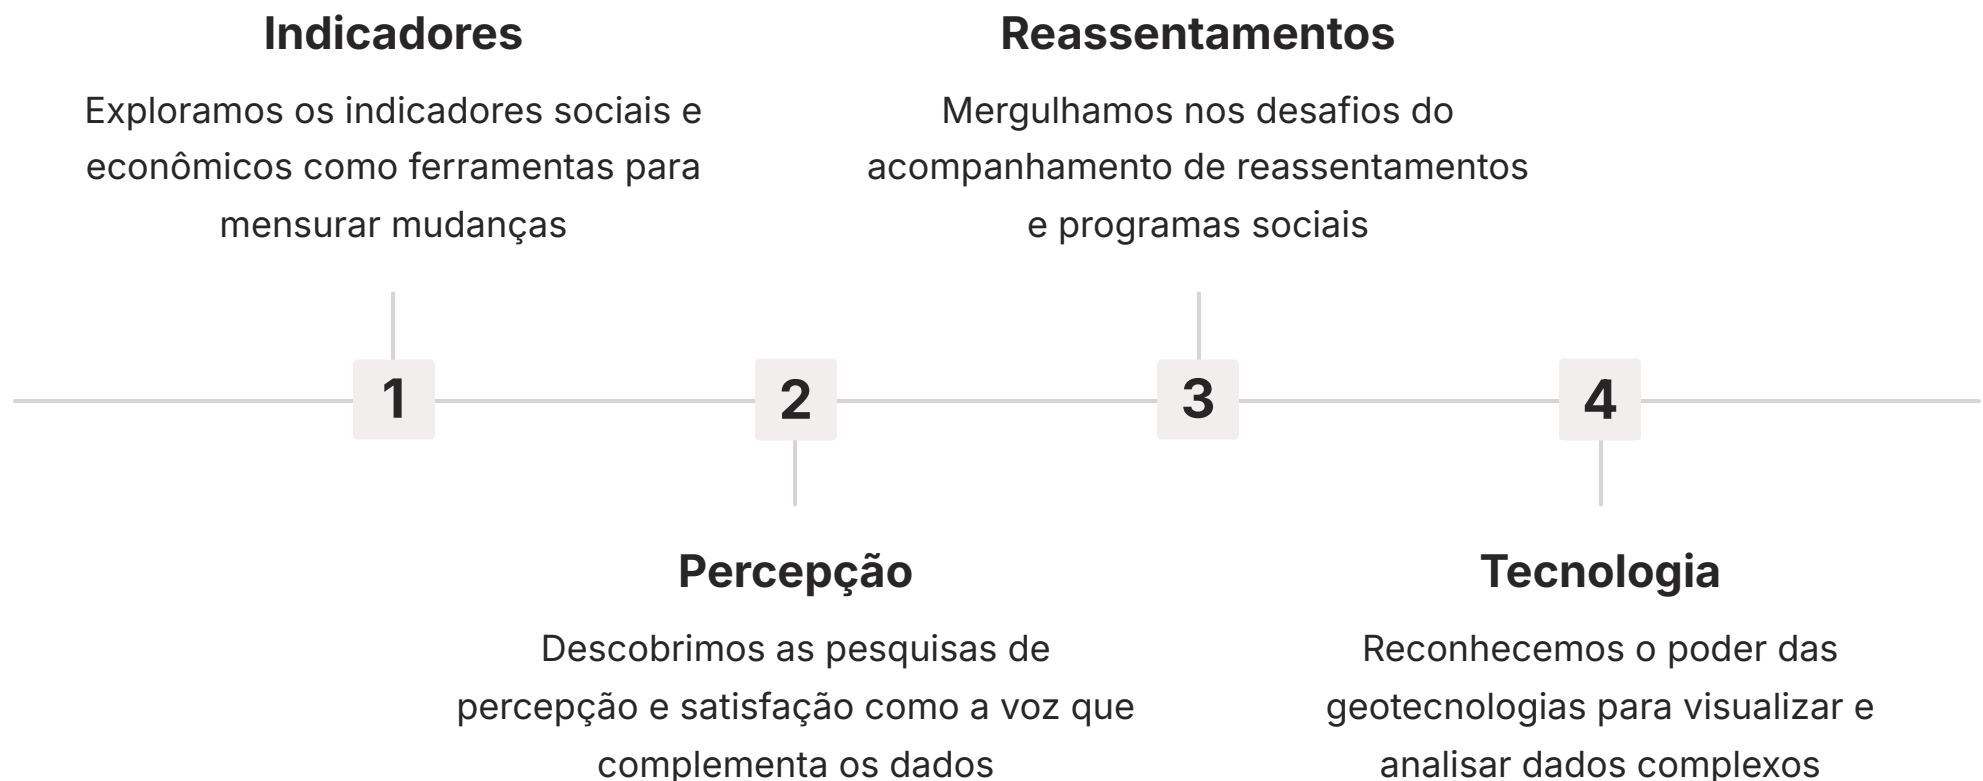 Indicadores
Exploramos os indicadores sociais e
econômicos como ferramentas para
mensurar mudanças
Reassentamentos
Mergulhamos nos desafios do
acompanhamento de reassentamentos
e programas sociais
1
2
3
4
Percepção
Descobrimos as pesquisas de
percepção e satisfação como a voz que
complementa os dados
Tecnologia
Reconhecemos o poder das
geotecnologias para visualizar e
analisar dados complexos